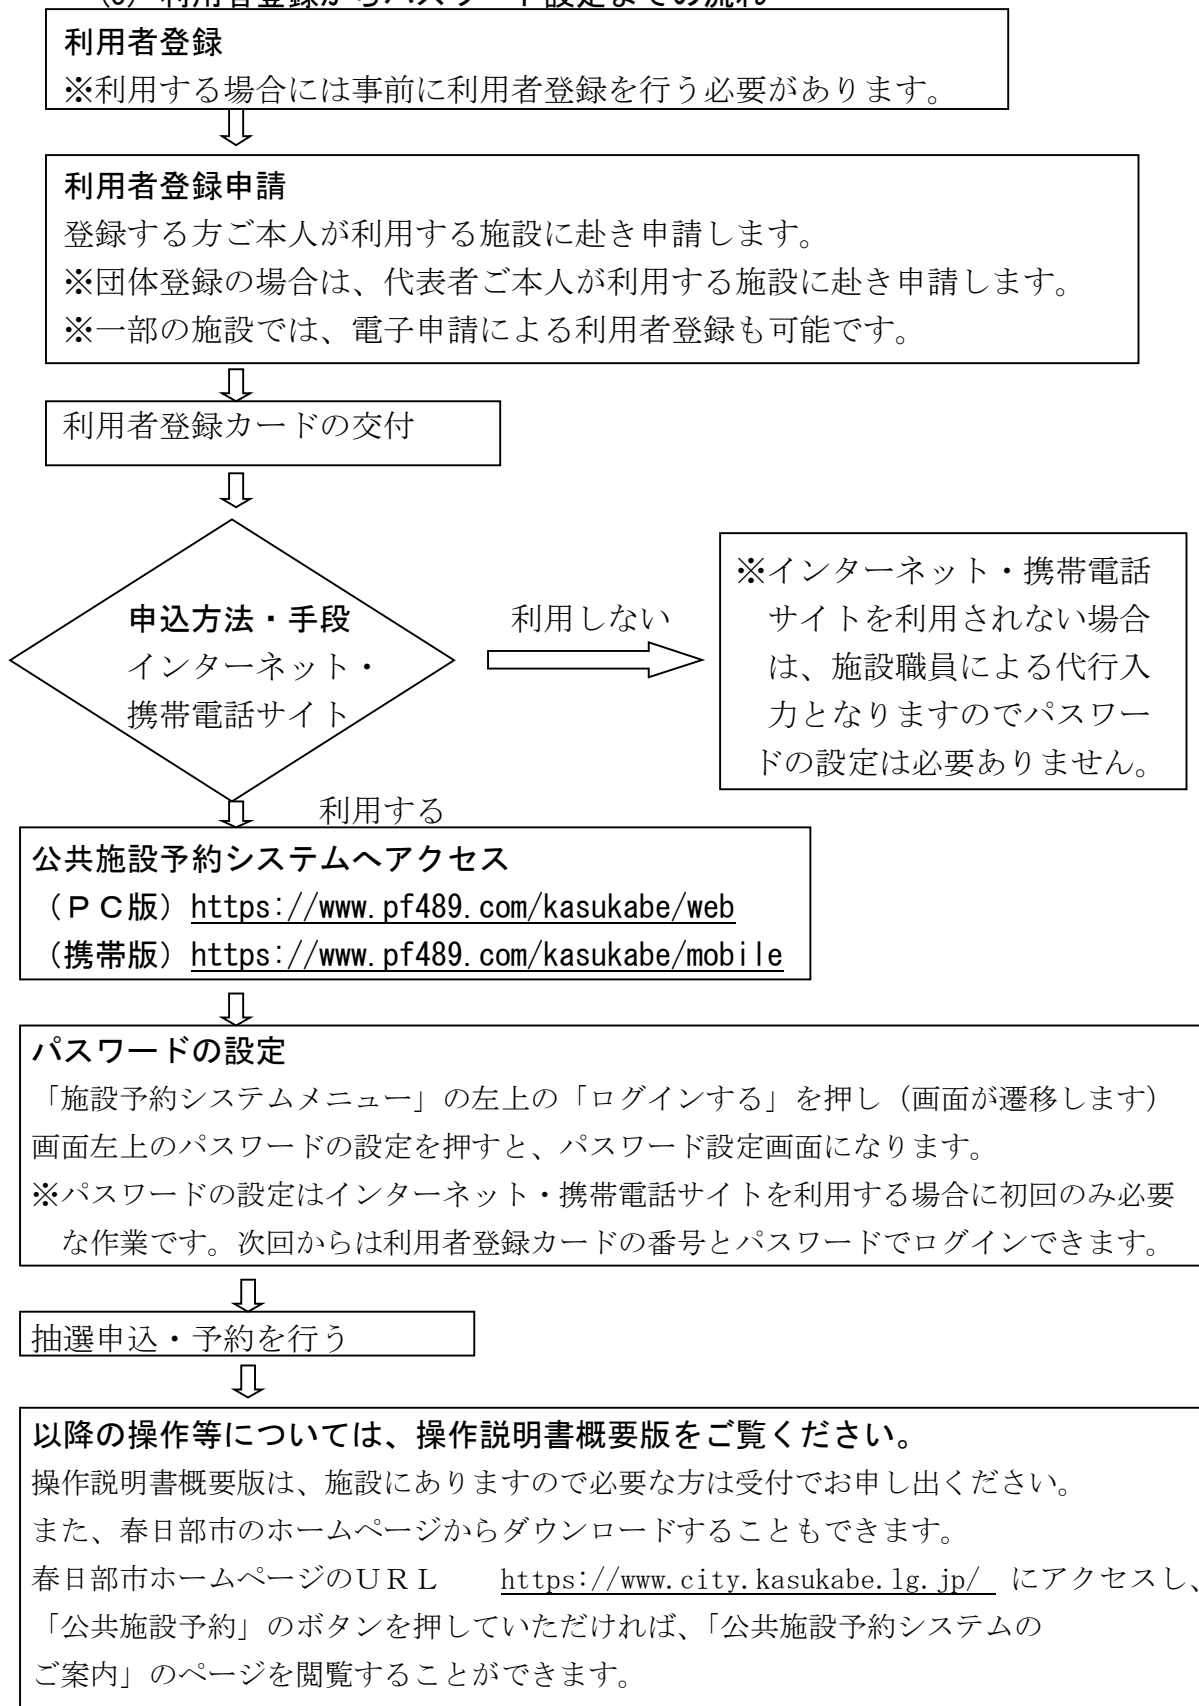 利用者登録からパスワード設定までの流れ
利用者登録
※利用する場合には事前に利用者登録を行う必要があります。
利用者登録申請
登録する方ご本人が利用する施設に赴き申請します。
※団体登録の場合は、代表者ご本人が利用する施設に赴き申請します。
※一部の施設では、電子申請による利用者登録も可能です。
利用者登録カードの交付
申込方法・手段
インターネット・
携帯電話サイト
利用しない
※インターネット・携帯電話
サイトを利用されない場合
は、施設職員による代行入
力となりますのでパスワー
ドの設定は必要ありません。
利用する
公共施設予約システムへアクセス
（ＰＣ版）https://www.pf489.com/kasukabe/web
（携帯版）https://www.pf489.com/kasukabe/mobile
パスワードの設定
「施設予約システムメニュー」の左上の「ログインする」を押し（画面が遷移します）
画面左上のパスワードの設定を押すと、パスワード設定画面になります。
※パスワードの設定はインターネット・携帯電話サイトを利用する場合に初回のみ必要
な作業です。次回からは利用者登録カードの番号とパスワードでログインできます。
抽選申込・予約を行う
以降の操作等については、操作説明書概要版をご覧ください。
操作説明書概要版は、施設にありますので必要な方は受付でお申し出ください。
また、春日部市のホームページからダウンロードすることもできます。
春日部市ホームページのＵＲＬ　https://www.city.kasukabe.lg.jp/ にアクセスし、
「公共施設予約」のボタンを押していただければ、「公共施設予約システムの
ご案内」のページを閲覧することができます。